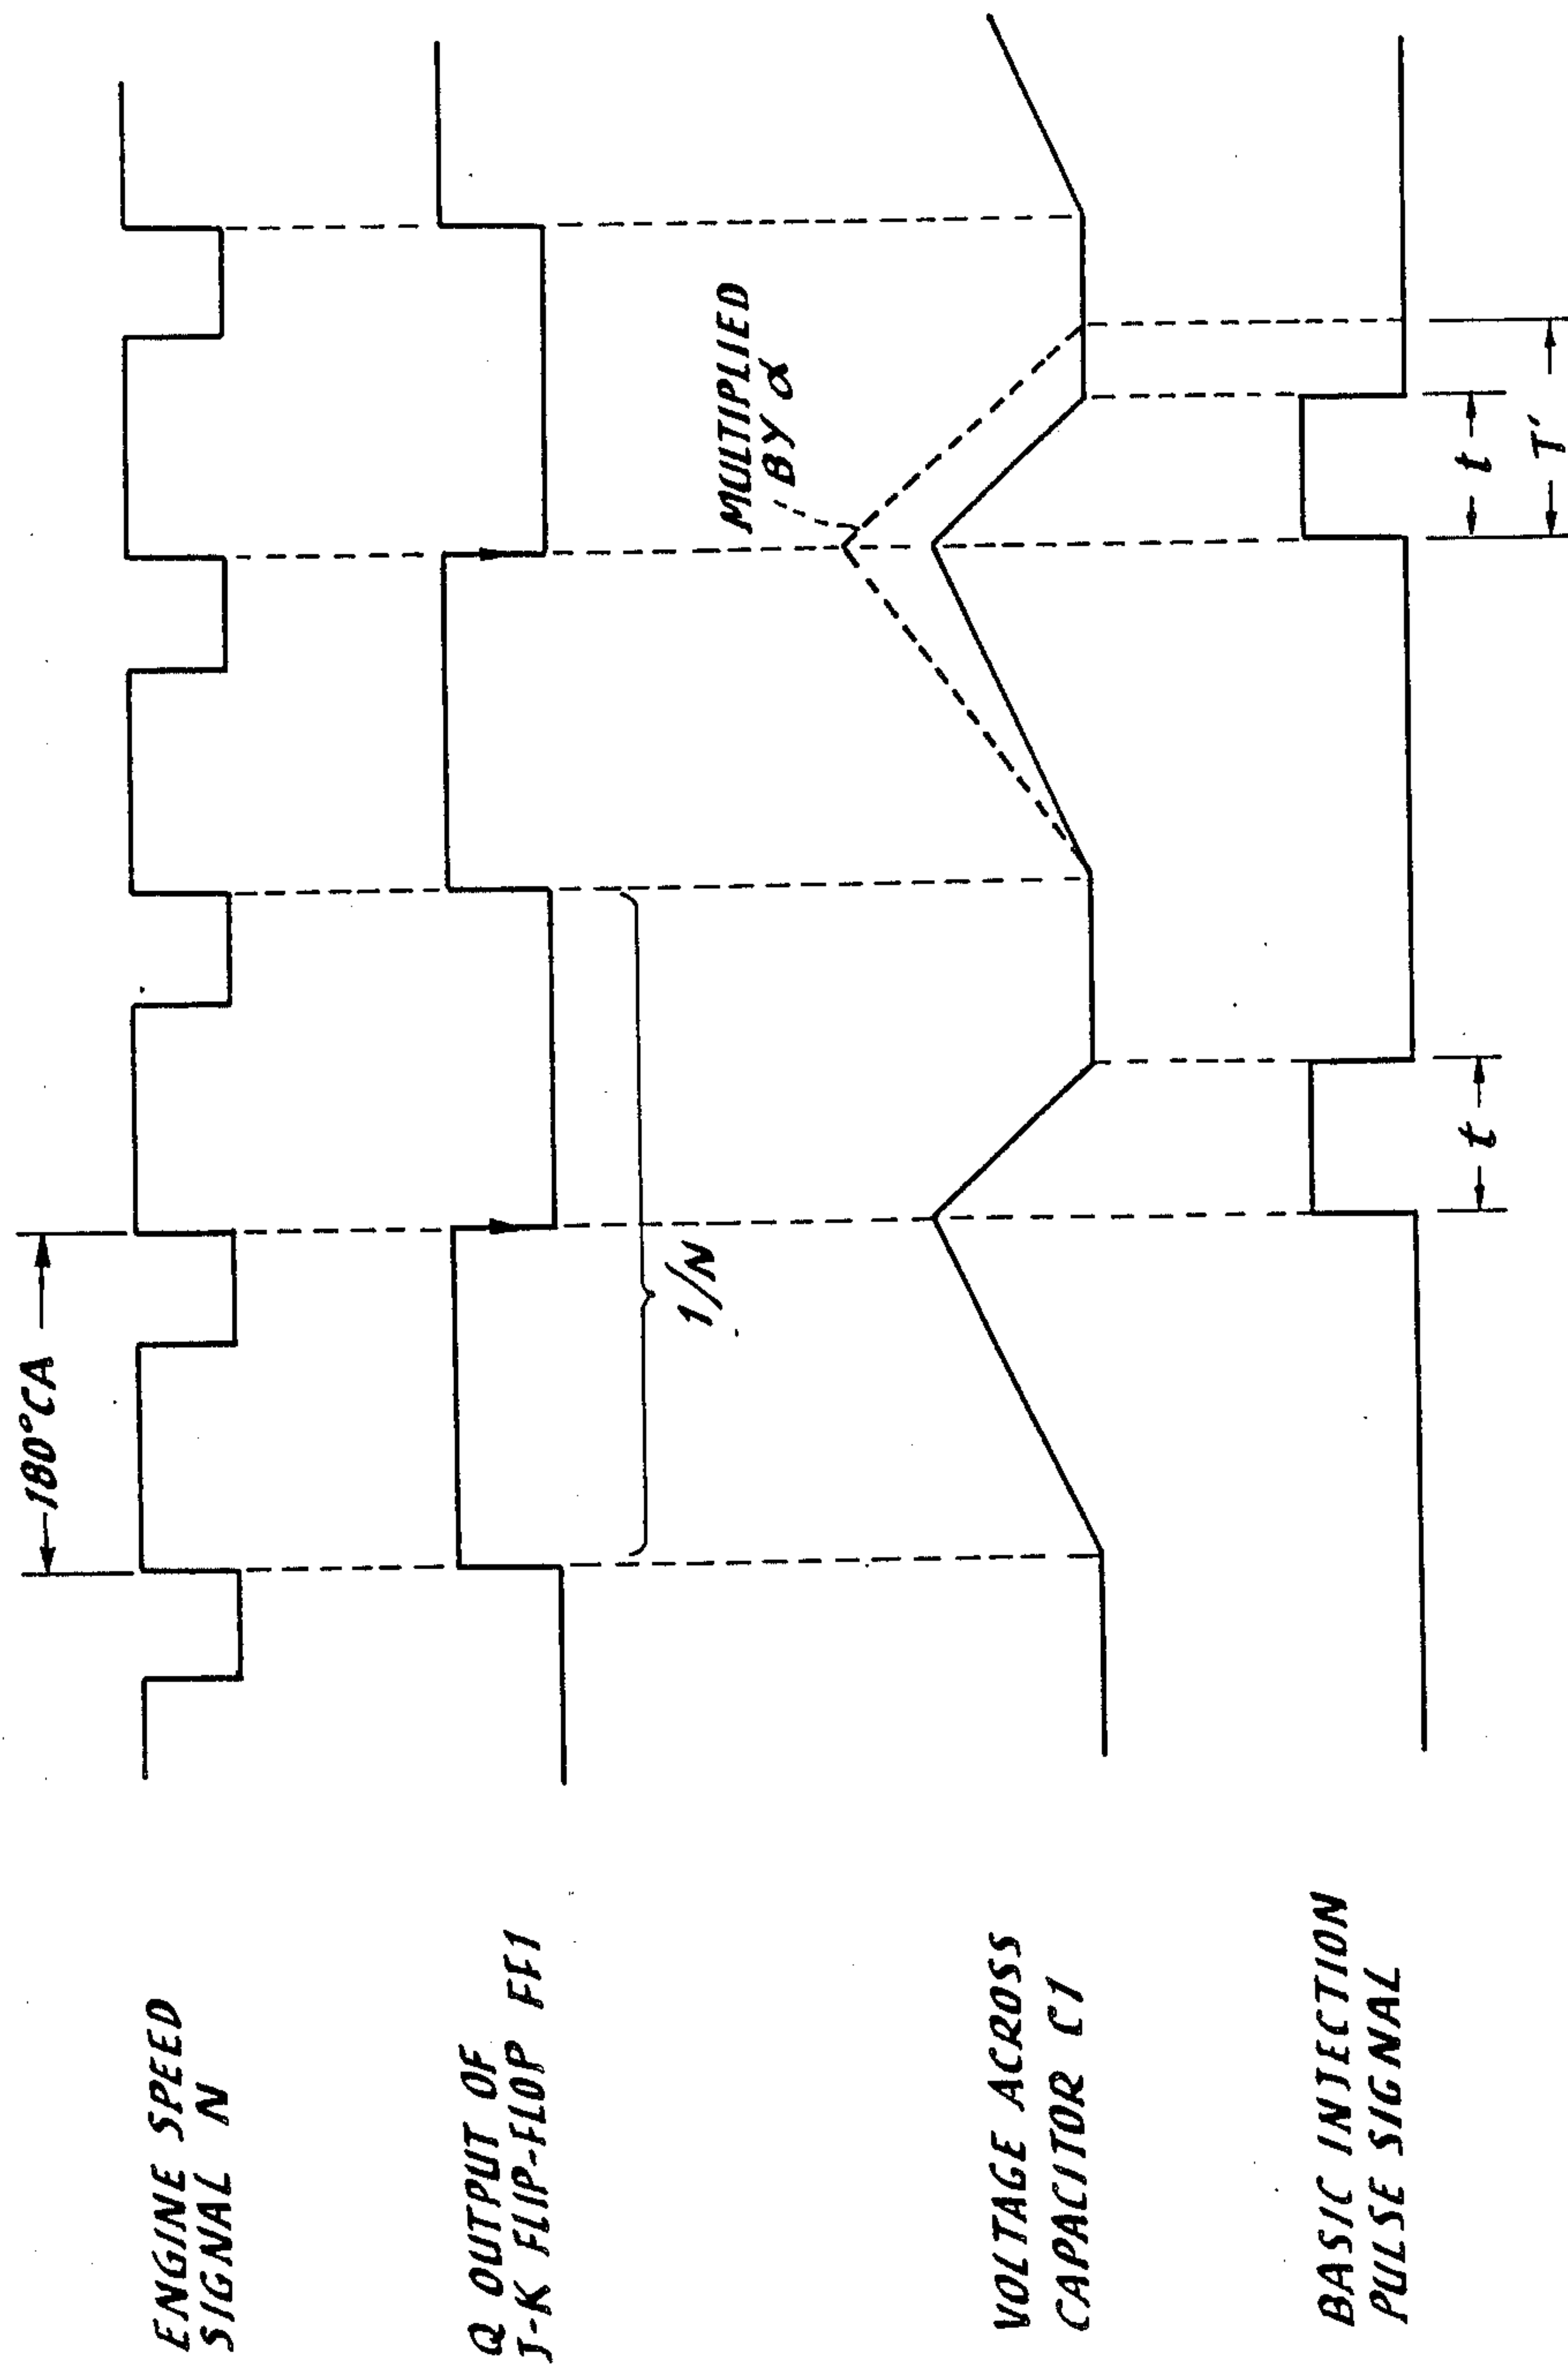 180°CA
ENGINE SPEED
SIGNAL N
Q OUTPUT OF
J-K FLIP-FLOP FF1
1/N
MULTIPLIED
BY α
VOLTAGE ACROSS
CAPACITOR C1
BASIC INJECTION
PULSE SIGNAL
t
t
T'